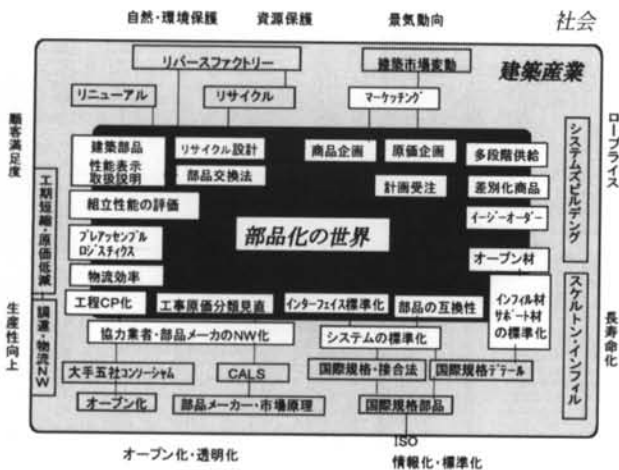 自然・環境保護 資源保護 景気動向 社会
リバースファクトリー 建築市場変動 建築産業
リニューアル リサイクル マーケッチング
顧客満足度
ロープライス
建築部品
性能表示
取扱説明
リサイクル設計 商品企画 原価企画 多段階供給
部品交換法 計画受注 差別化商品
システムズビルディング
工期短縮・原価低減
組立性能の評価 イージーオーダー
部品化の世界
プレアッセンブル
ロジスティクス
オープン材
物流効率
インフィル材
サポート材
の標準化
工程CP化 工事原価分類見直 インターフェイス標準化 部品の互換性
生産性向上
調達・物流NW
スケルトン・インフィル
長寿命化
協力業者・部品メーカのNW化 システムの標準化
大手五社コンソーシャム CALS 国際規格・接合法 国際規格デテール
オープン化 部品メーカー・市場原理 国際規格部品
ISO
オープン化・透明化 情報化・標準化